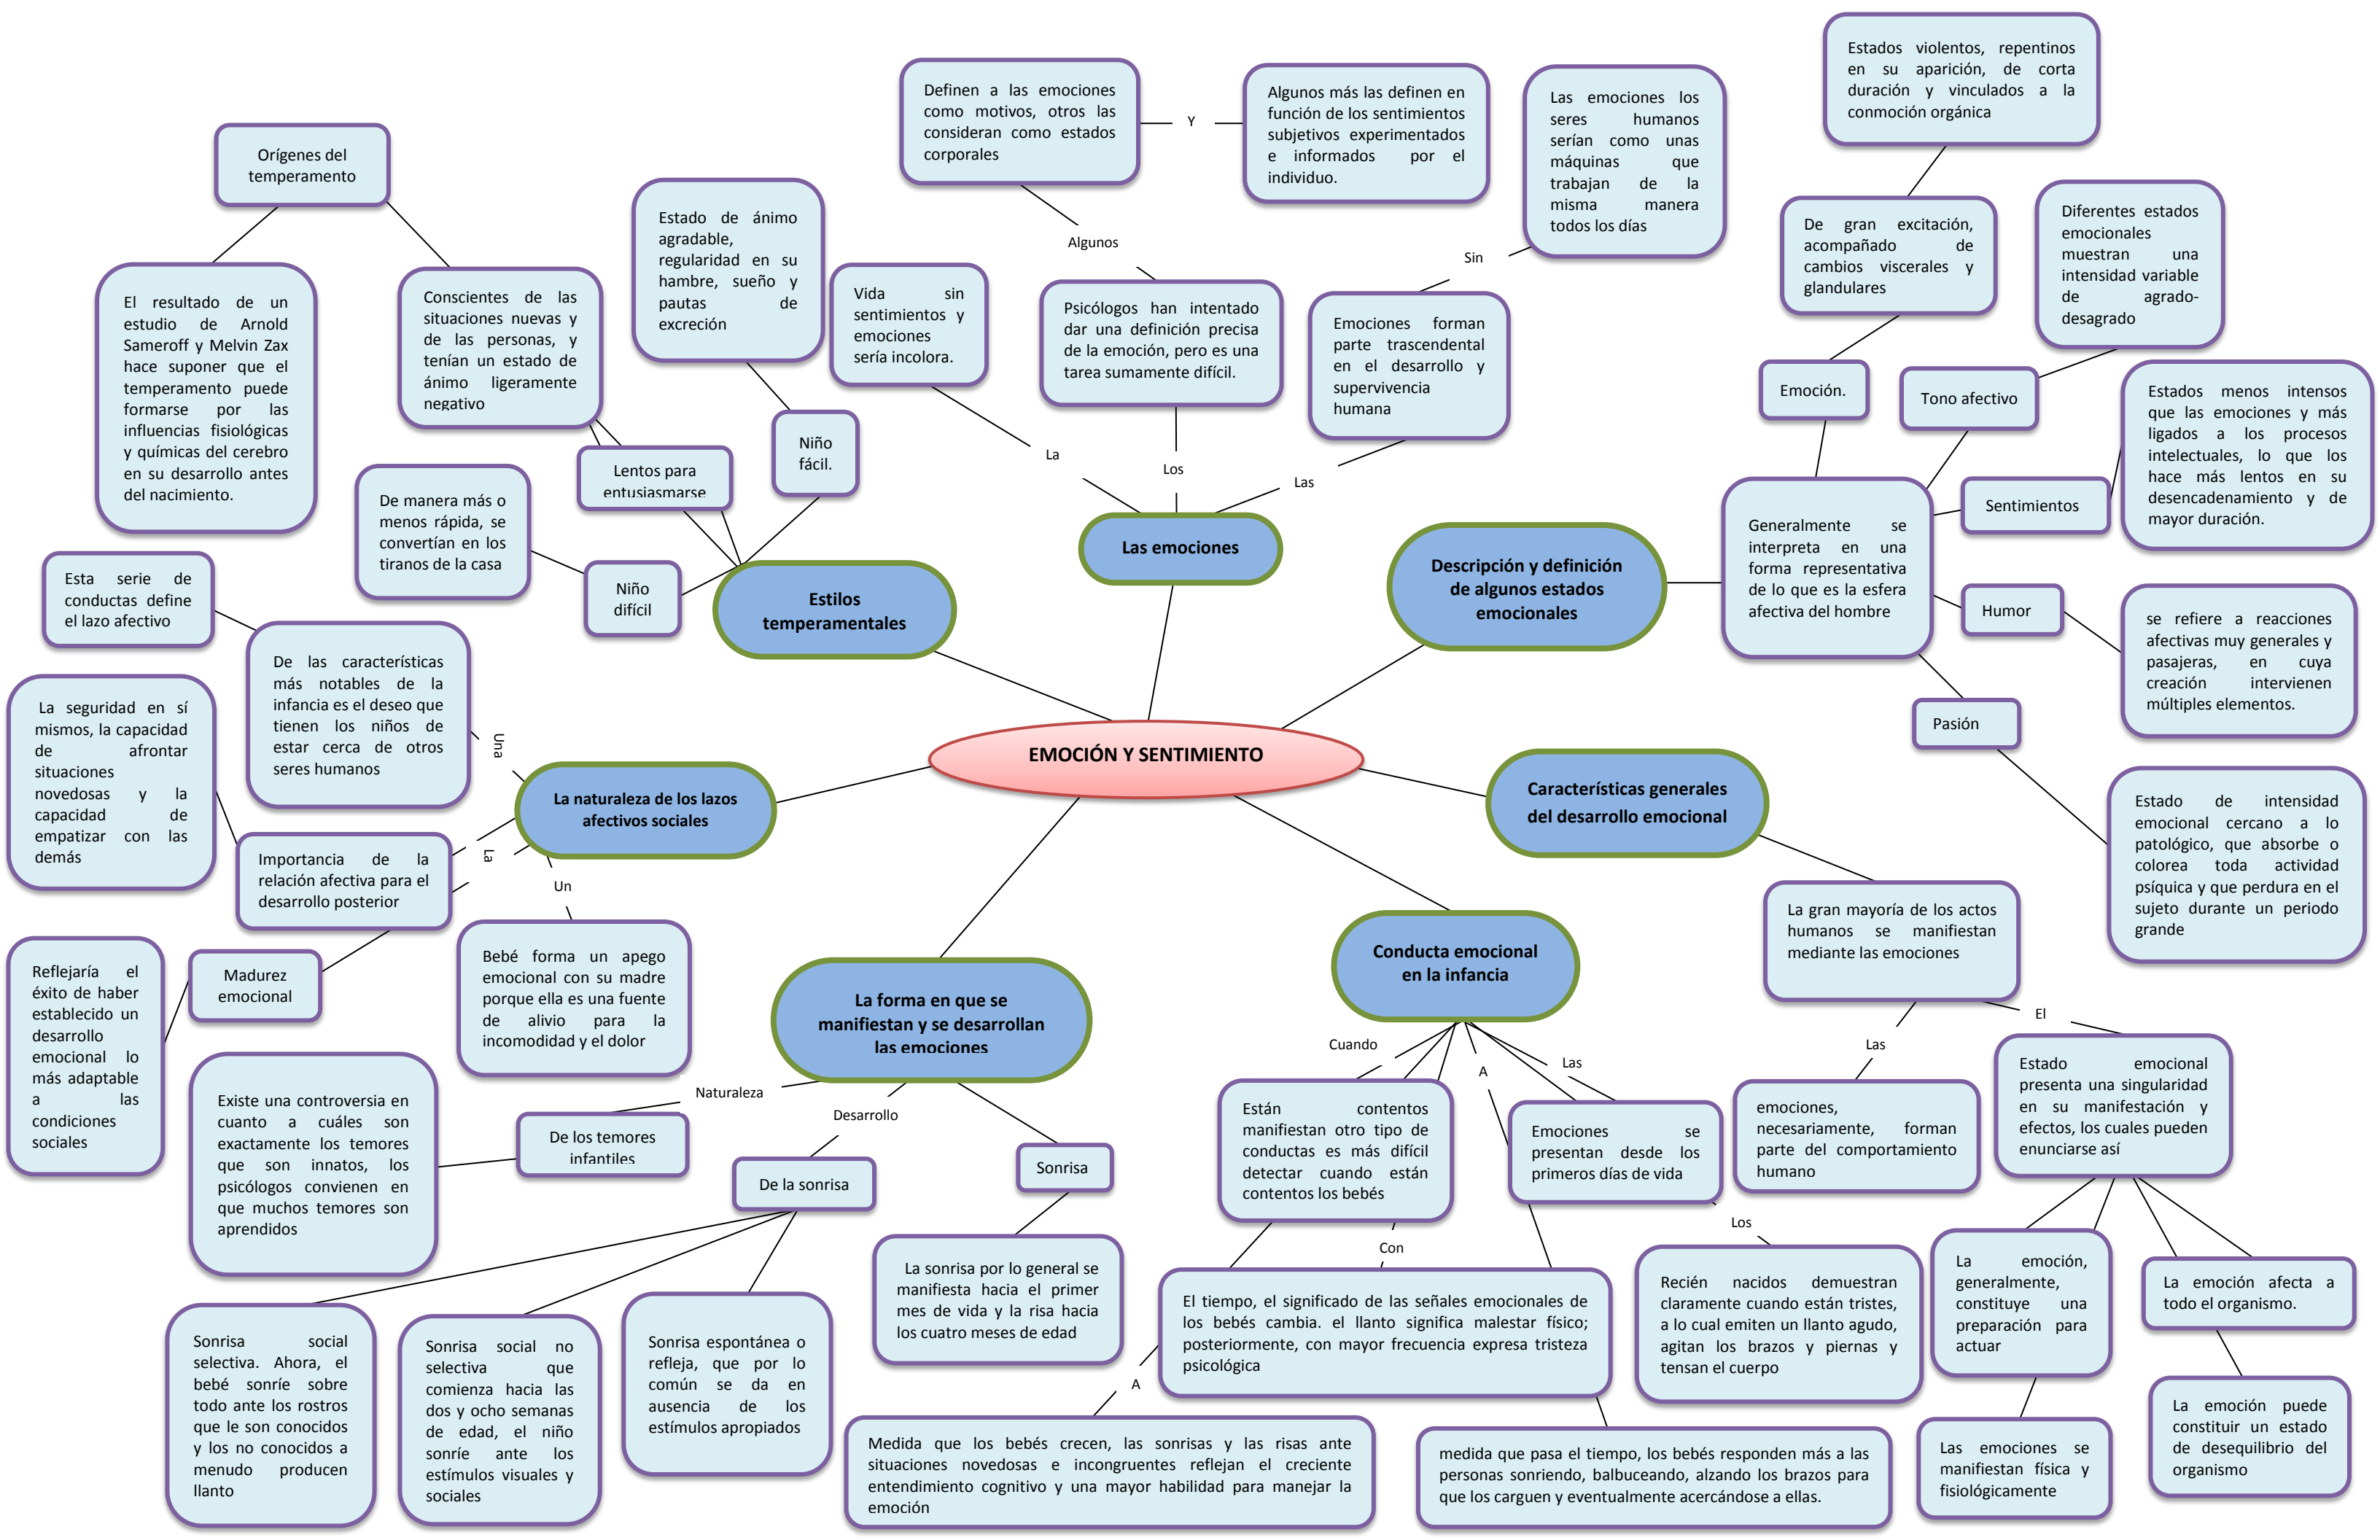 EMOCIÓN Y SENTIMIENTO
Las emociones
La
Vida sin
sentimientos y
emociones
sería incolora.
Los
Psicólogos han intentado
dar una definición precisa
de la emoción, pero es una
tarea sumamente difícil.
Algunos
Definen a las emociones
como motivos, otros las
consideran como estados
corporales
Y
Algunos más las definen en
función de los sentimientos
subjetivos experimentados
e informados por el
individuo.
Las
Emociones forman
parte trascendental
en el desarrollo y
supervivencia
humana
Sin
Las emociones los
seres humanos
serían como unas
máquinas que
trabajan de la
misma manera
todos los días
Descripción y definición
de algunos estados
emocionales
Generalmente se
interpreta en una
forma representativa
de lo que es la esfera
afectiva del hombre
Emoción.
De gran excitación,
acompañado de
cambios viscerales y
glandulares
Estados violentos, repentinos
en su aparición, de corta
duración y vinculados a la
conmoción orgánica
Tono afectivo
Diferentes estados
emocionales
muestran una
intensidad variable
de agrado-
desagrado
Sentimientos
Estados menos intensos
que las emociones y más
ligados a los procesos
intelectuales, lo que los
hace más lentos en su
desencadenamiento y de
mayor duración.
Humor
se refiere a reacciones
afectivas muy generales y
pasajeras, en cuya
creación intervienen
múltiples elementos.
Pasión
Estado de intensidad
emocional cercano a lo
patológico, que absorbe o
colorea toda actividad
psíquica y que perdura en el
sujeto durante un periodo
grande
Características generales
del desarrollo emocional
La gran mayoría de los actos
humanos se manifiestan
mediante las emociones
Las
emociones,
necesariamente, forman
parte del comportamiento
humano
El
Estado emocional
presenta una singularidad
en su manifestación y
efectos, los cuales pueden
enunciarse así
La emoción,
generalmente,
constituye una
preparación para
actuar
Las emociones se
manifiestan física y
fisiológicamente
La emoción afecta a
todo el organismo.
La emoción puede
constituir un estado
de desequilibrio del
organismo
Conducta emocional
en la infancia
Cuando
Están contentos
manifiestan otro tipo de
conductas es más difícil
detectar cuando están
contentos los bebés
A
Las
Emociones se
presentan desde los
primeros días de vida
Los
Recién nacidos demuestran
claramente cuando están tristes,
a lo cual emiten un llanto agudo,
agitan los brazos y piernas y
tensan el cuerpo
Con
El tiempo, el significado de las señales emocionales de
los bebés cambia. el llanto significa malestar físico;
posteriormente, con mayor frecuencia expresa tristeza
psicológica
A
Medida que los bebés crecen, las sonrisas y las risas ante
situaciones novedosas e incongruentes reflejan el creciente
entendimiento cognitivo y una mayor habilidad para manejar la
emoción
medida que pasa el tiempo, los bebés responden más a las
personas sonriendo, balbuceando, alzando los brazos para
que los carguen y eventualmente acercándose a ellas.
La forma en que se
manifiestan y se desarrollan
las emociones
Naturaleza
De los temores
infantiles
Existe una controversia en
cuanto a cuáles son
exactamente los temores
que son innatos, los
psicólogos convienen en
que muchos temores son
aprendidos
Desarrollo
De la sonrisa
Sonrisa social
selectiva. Ahora, el
bebé sonríe sobre
todo ante los rostros
que le son conocidos
y los no conocidos a
menudo producen
llanto
Sonrisa social no
selectiva que
comienza hacia las
dos y ocho semanas
de edad, el niño
sonríe ante los
estímulos visuales y
sociales
Sonrisa espontánea o
refleja, que por lo
común se da en
ausencia de los
estímulos apropiados
Sonrisa
La sonrisa por lo general se
manifiesta hacia el primer
mes de vida y la risa hacia
los cuatro meses de edad
La naturaleza de los lazos
afectivos sociales
Una
De las características
más notables de la
infancia es el deseo que
tienen los niños de
estar cerca de otros
seres humanos
Esta serie de
conductas define
el lazo afectivo
La
Importancia de la
relación afectiva para el
desarrollo posterior
La seguridad en sí
mismos, la capacidad
de afrontar
situaciones
novedosas y la
capacidad de
empatizar con las
demás
Madurez
emocional
Reflejaría el
éxito de haber
establecido un
desarrollo
emocional lo
más adaptable
a las
condiciones
sociales
Un
Bebé forma un apego
emocional con su madre
porque ella es una fuente
de alivio para la
incomodidad y el dolor
Estilos
temperamentales
Niño
fácil.
Estado de ánimo
agradable,
regularidad en su
hambre, sueño y
pautas de
excreción
Lentos para
entusiasmarse
Conscientes de las
situaciones nuevas y
de las personas, y
tenían un estado de
ánimo ligeramente
negativo
Orígenes del
temperamento
El resultado de un
estudio de Arnold
Sameroff y Melvin Zax
hace suponer que el
temperamento puede
formarse por las
influencias fisiológicas
y químicas del cerebro
en su desarrollo antes
del nacimiento.
Niño
difícil
De manera más o
menos rápida, se
convertían en los
tiranos de la casa